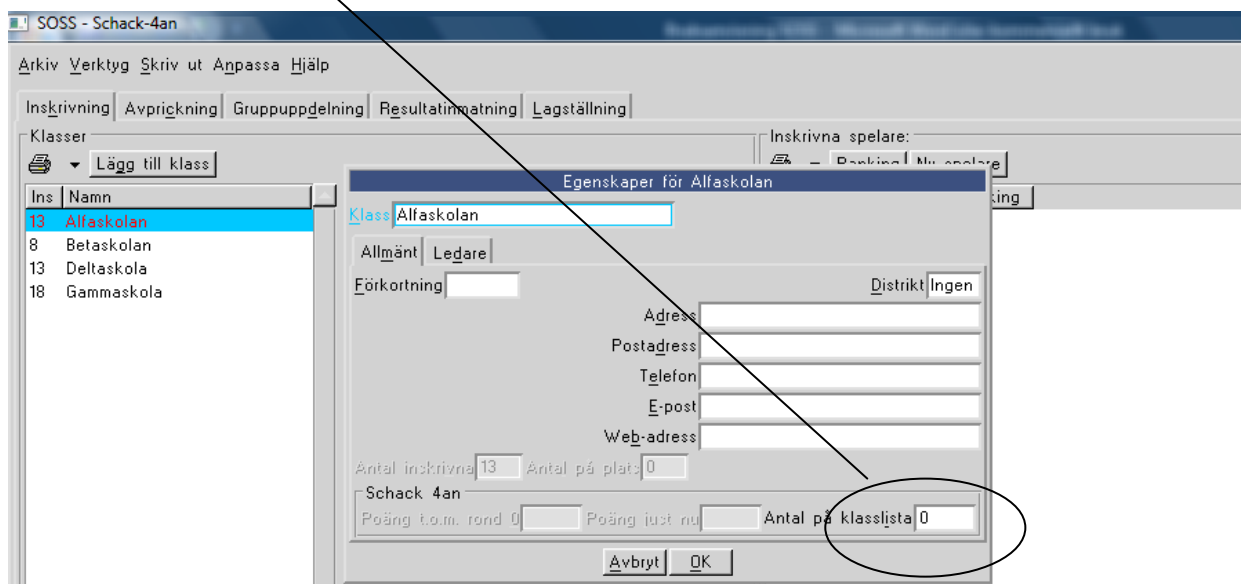 SOSS - Schack-4an
Arkiv Verktyg Skriv ut Anpassa Hjälp
Inskrivning Avprickning Gruppuppdelning Resultatinmatning Lagställning
Klasser
Inskrivna spelare:
Lägg till klass
Ranking Ny spelare
Ins Namn
13 Alfaskolan
8 Betaskolan
13 Deltaskola
18 Gammaskola
Egenskaper för Alfaskolan
Klass Alfaskolan
Allmänt Ledare
Förkortning
Distrikt Ingen
Adress
Postadress
Telefon
E-post
Web-adress
Antal inskrivna 13 Antal på plats 0
Schack 4an
Poäng t.o.m. rond 0 Poäng just nu Antal på klasslista 0
Avbryt OK